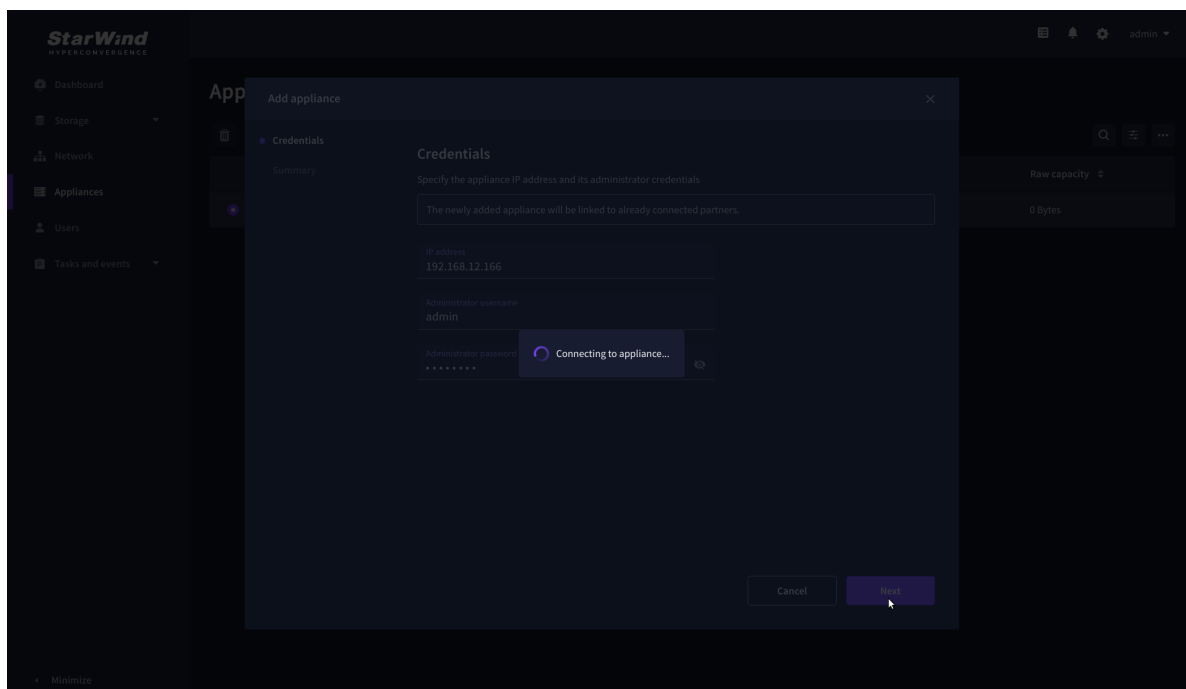 StarWind
HYPERCONVERGENCE
admin
Dashboard
Storage
Network
Appliances
Users
Tasks and events
Minimize
App
Raw capacity
0 Bytes
Add appliance
Credentials
Summary
Credentials
Specify the appliance IP address and its administrator credentials
The newly added appliance will be linked to already connected partners.
IP address
192.168.12.166
Administrator username
admin
Administrator password
••••••••
Connecting to appliance...
Cancel
Next